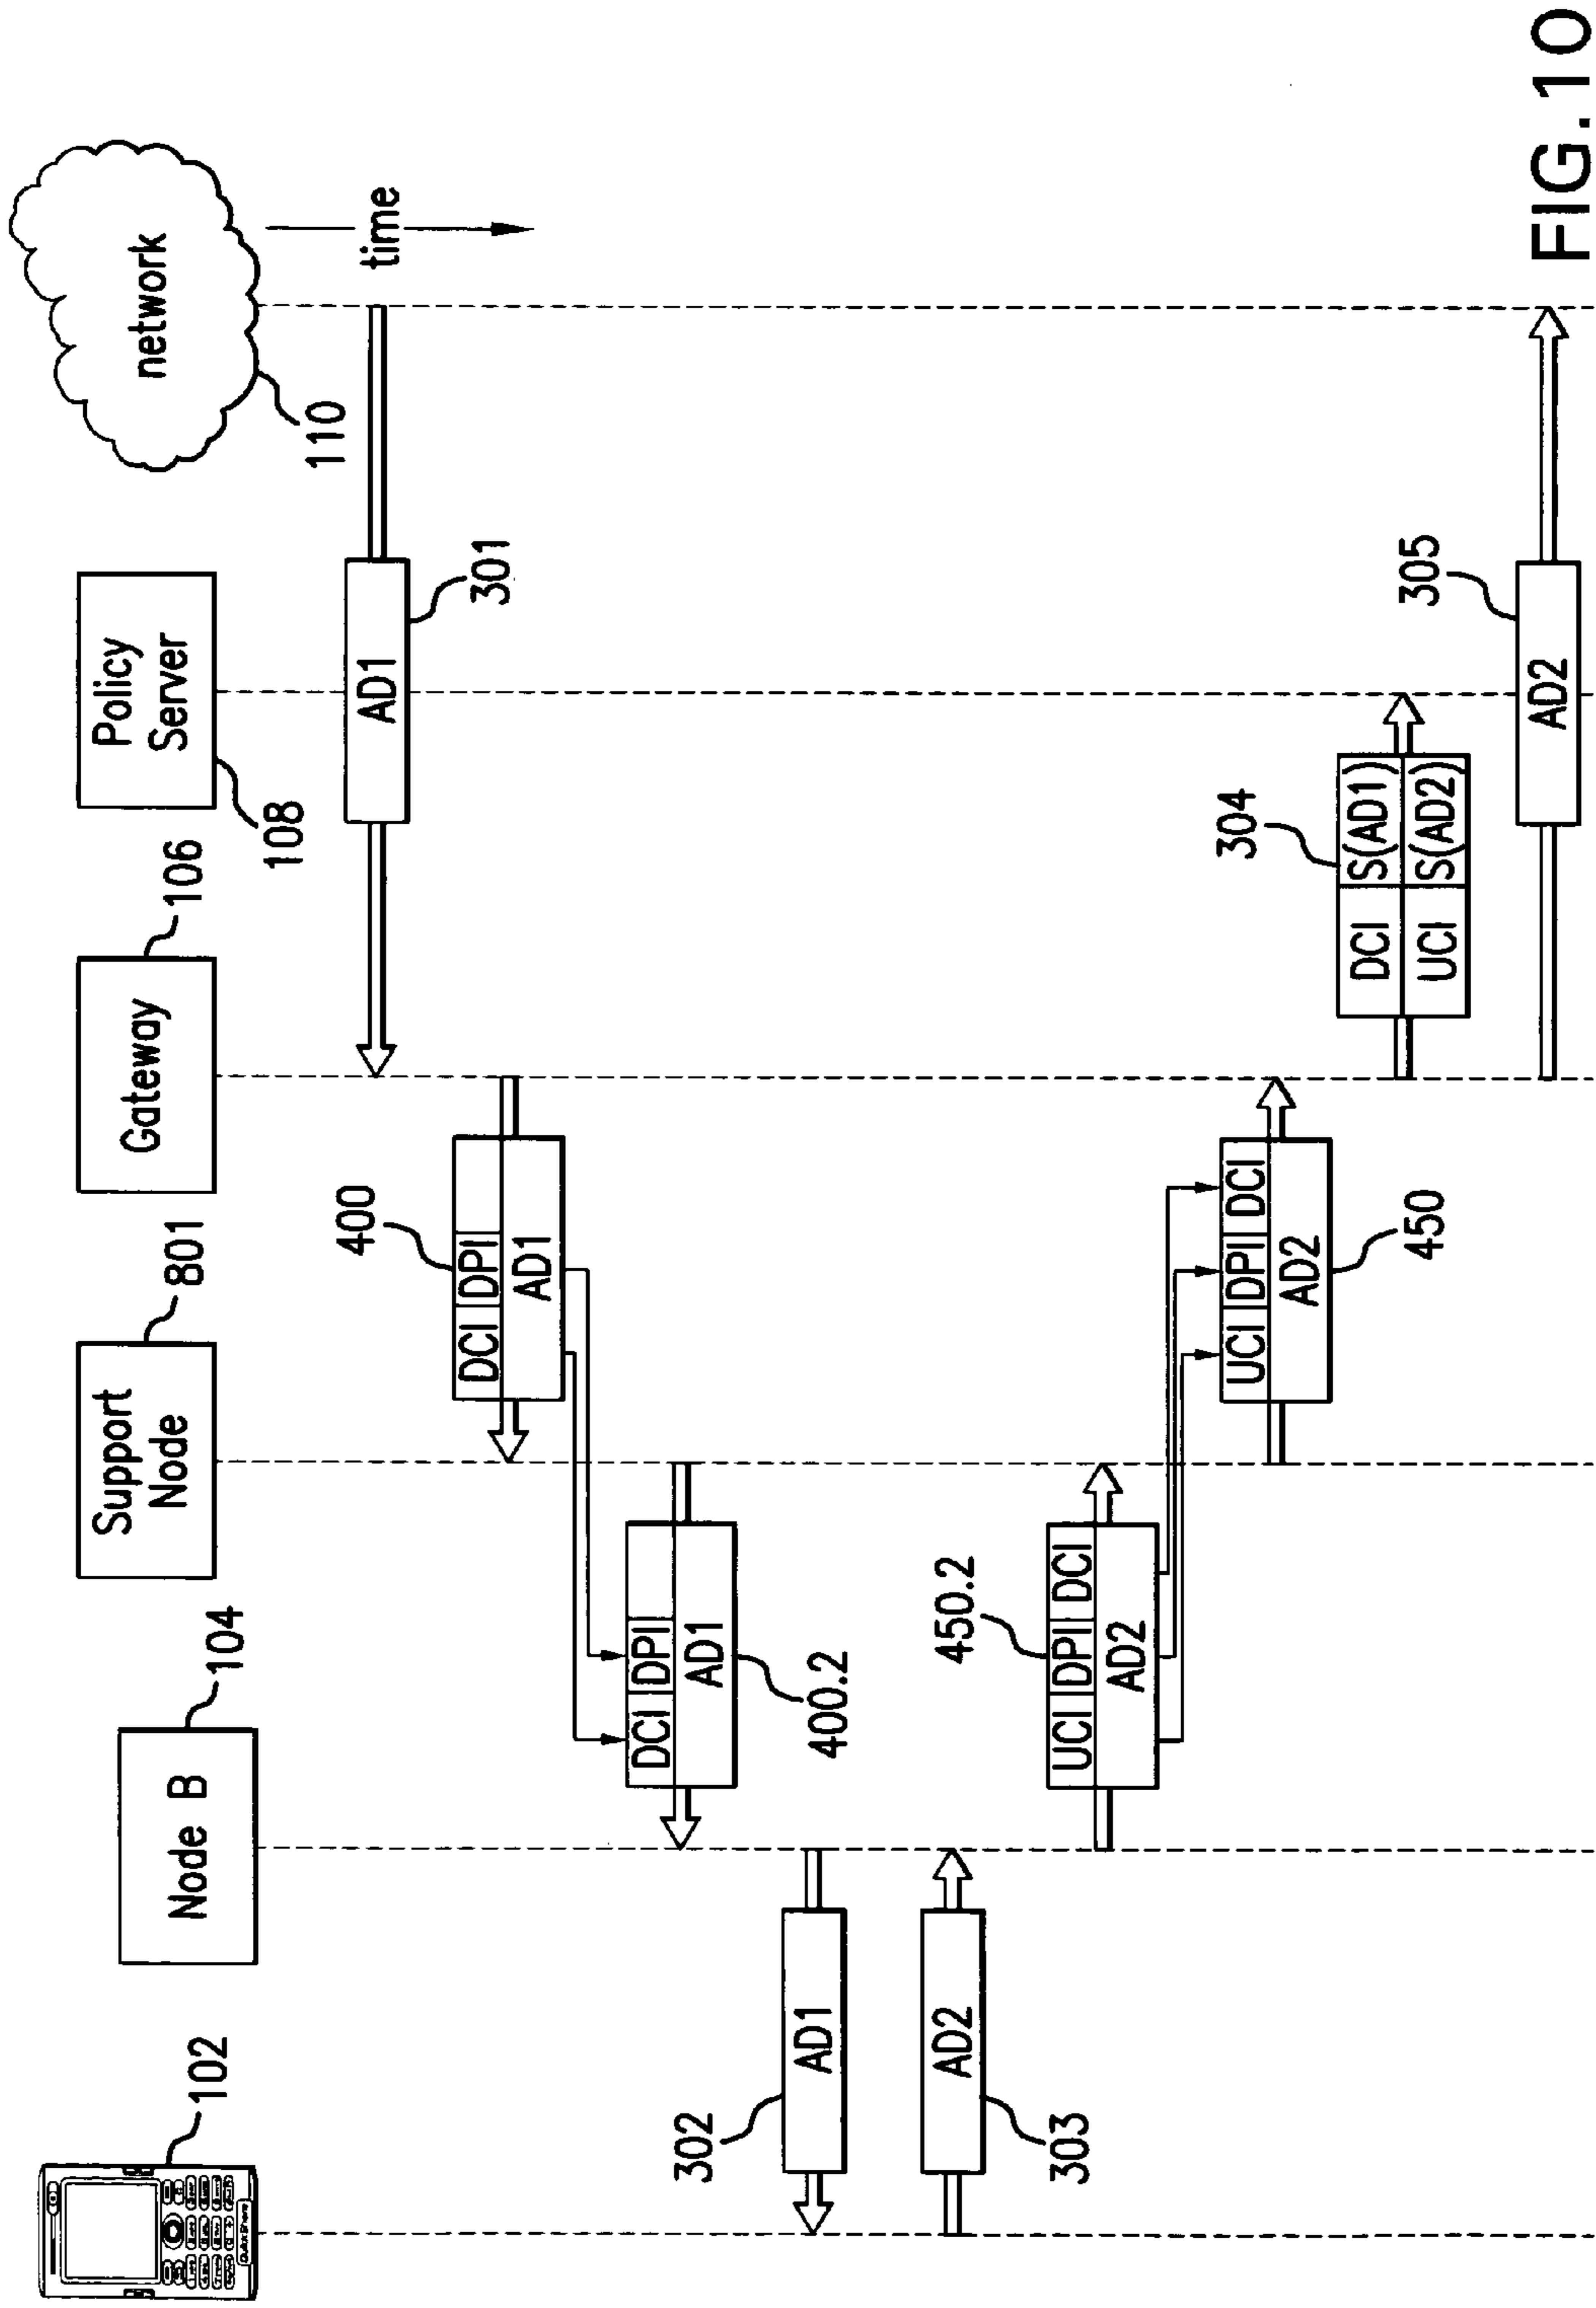 102
Node B
104
Support
Node
801
Gateway
106
Policy
Server
108
network
110
time
AD1
301
400
DCI DPI
AD1
DCI DPI
AD1
400.2
302
AD1
AD2
303
450.2
UCI DPI DCI
AD2
UCI DPI DCI
AD2
450
304
DCI S(AD1)
UCI S(AD2)
305
AD2
FIG.10